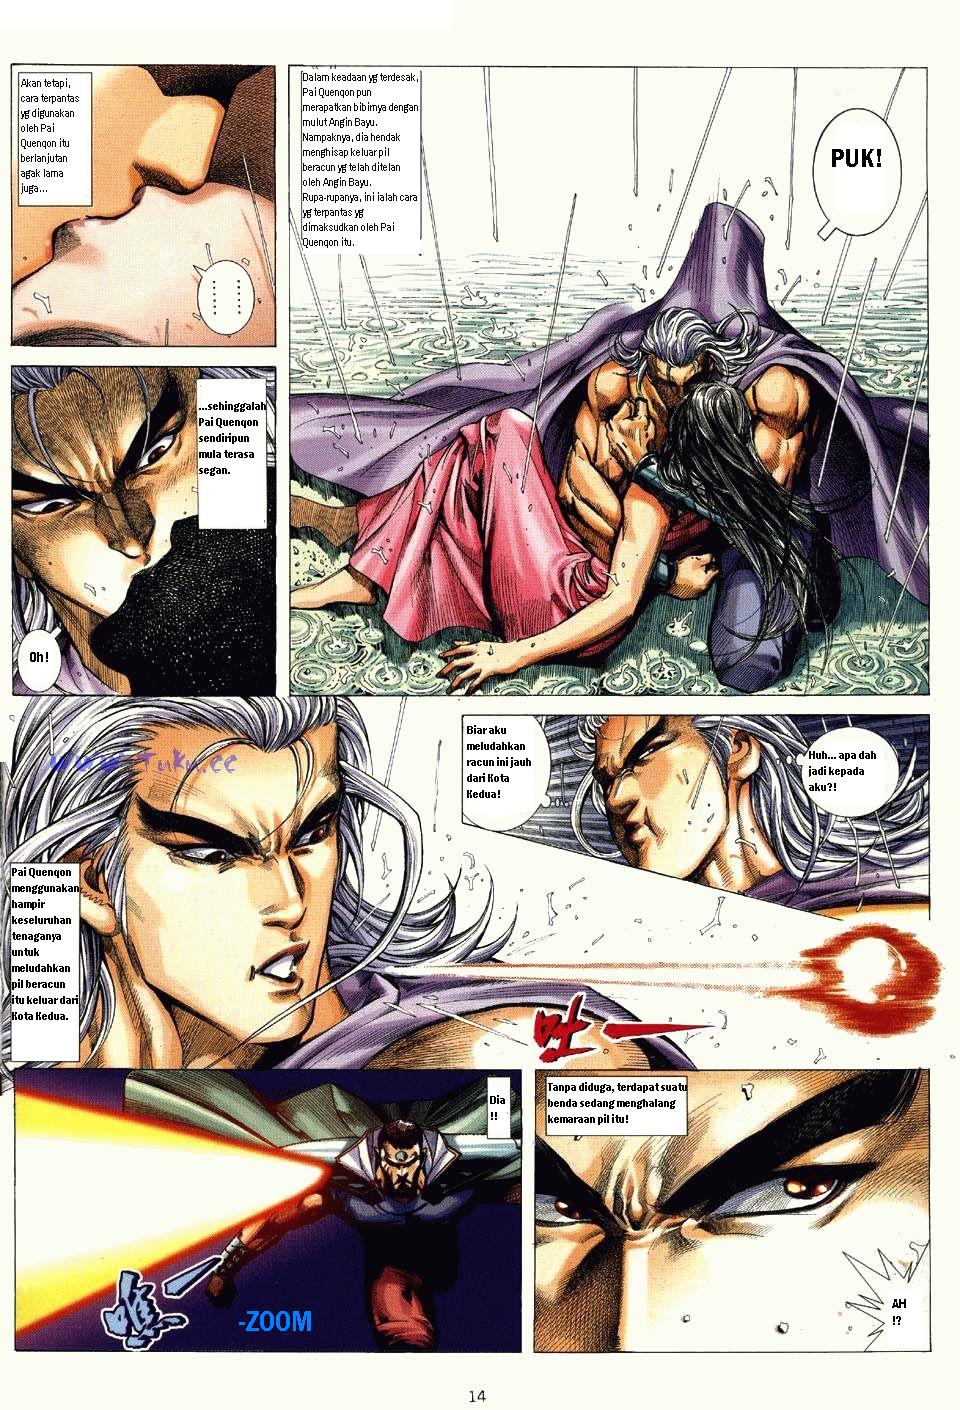 Akan tetapi,
cara terpantas
yg digunakan
oleh Pai
Quenqon itu
berlanjutan
agak lama
juga...
Dalam keadaan yg terdesak,
Pai Quenqon pun
merapatkan bibirnya dengan
mulut Angin Bayu.
Nampaknya, dia hendak
menghisap keluar pil
beracun yg telah ditelan
oleh Angin Bayu.
Rupa-rupanya, ini ialah cara
yg terpantas yg
dimaksudkan oleh Pai
Quenqon itu.
PUK!
...sehinggalah
Pai Quenqon
sendiripun
mula terasa
segan.
Oh!
www.Tuku.cc
Biar aku
meludahkan
racun ini jauh
dari Kota
Kedua!
Huh... apa dah
jadi kepada
aku?!
Pai Quenqon
menggunakan
hampir
keseluruhan
tenaganya
untuk
meludahkan
pil beracun
itu keluar dari
Kota Kedua.
吐
Dia
!!
-ZOOM
Tanpa diduga, terdapat suatu
benda sedang menghalang
kemaraan pil itu!
AH
!?
14